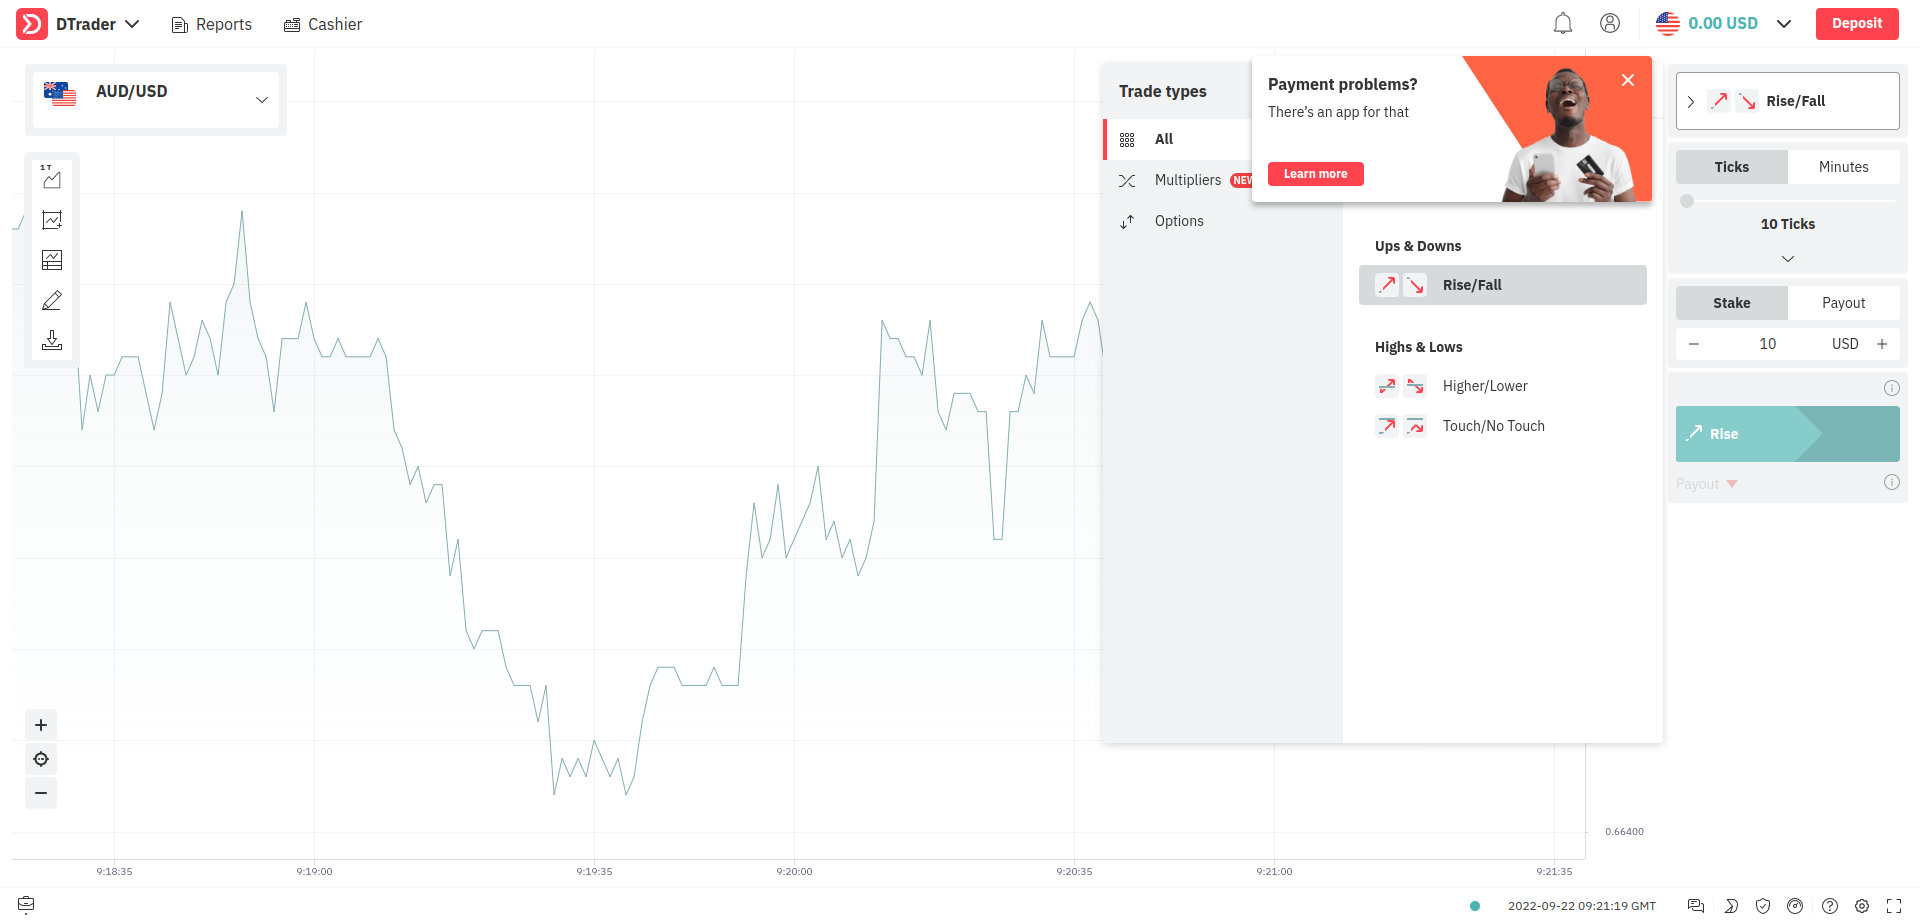 DTrader
Reports
Cashier
0.00 USD
Deposit
AUD/USD
1T
Trade types
All
Multipliers
Options
Payment problems?
There's an app for that
Learn more
Ups & Downs
Rise/Fall
Highs & Lows
Higher/Lower
Touch/No Touch
Rise/Fall
Ticks
Minutes
10 Ticks
Stake
Payout
10
USD
Rise
Payout
0.66400
9:18:35
9:19:00
9:19:35
9:20:00
9:20:35
9:21:00
9:21:35
2022-09-22 09:21:19 GMT